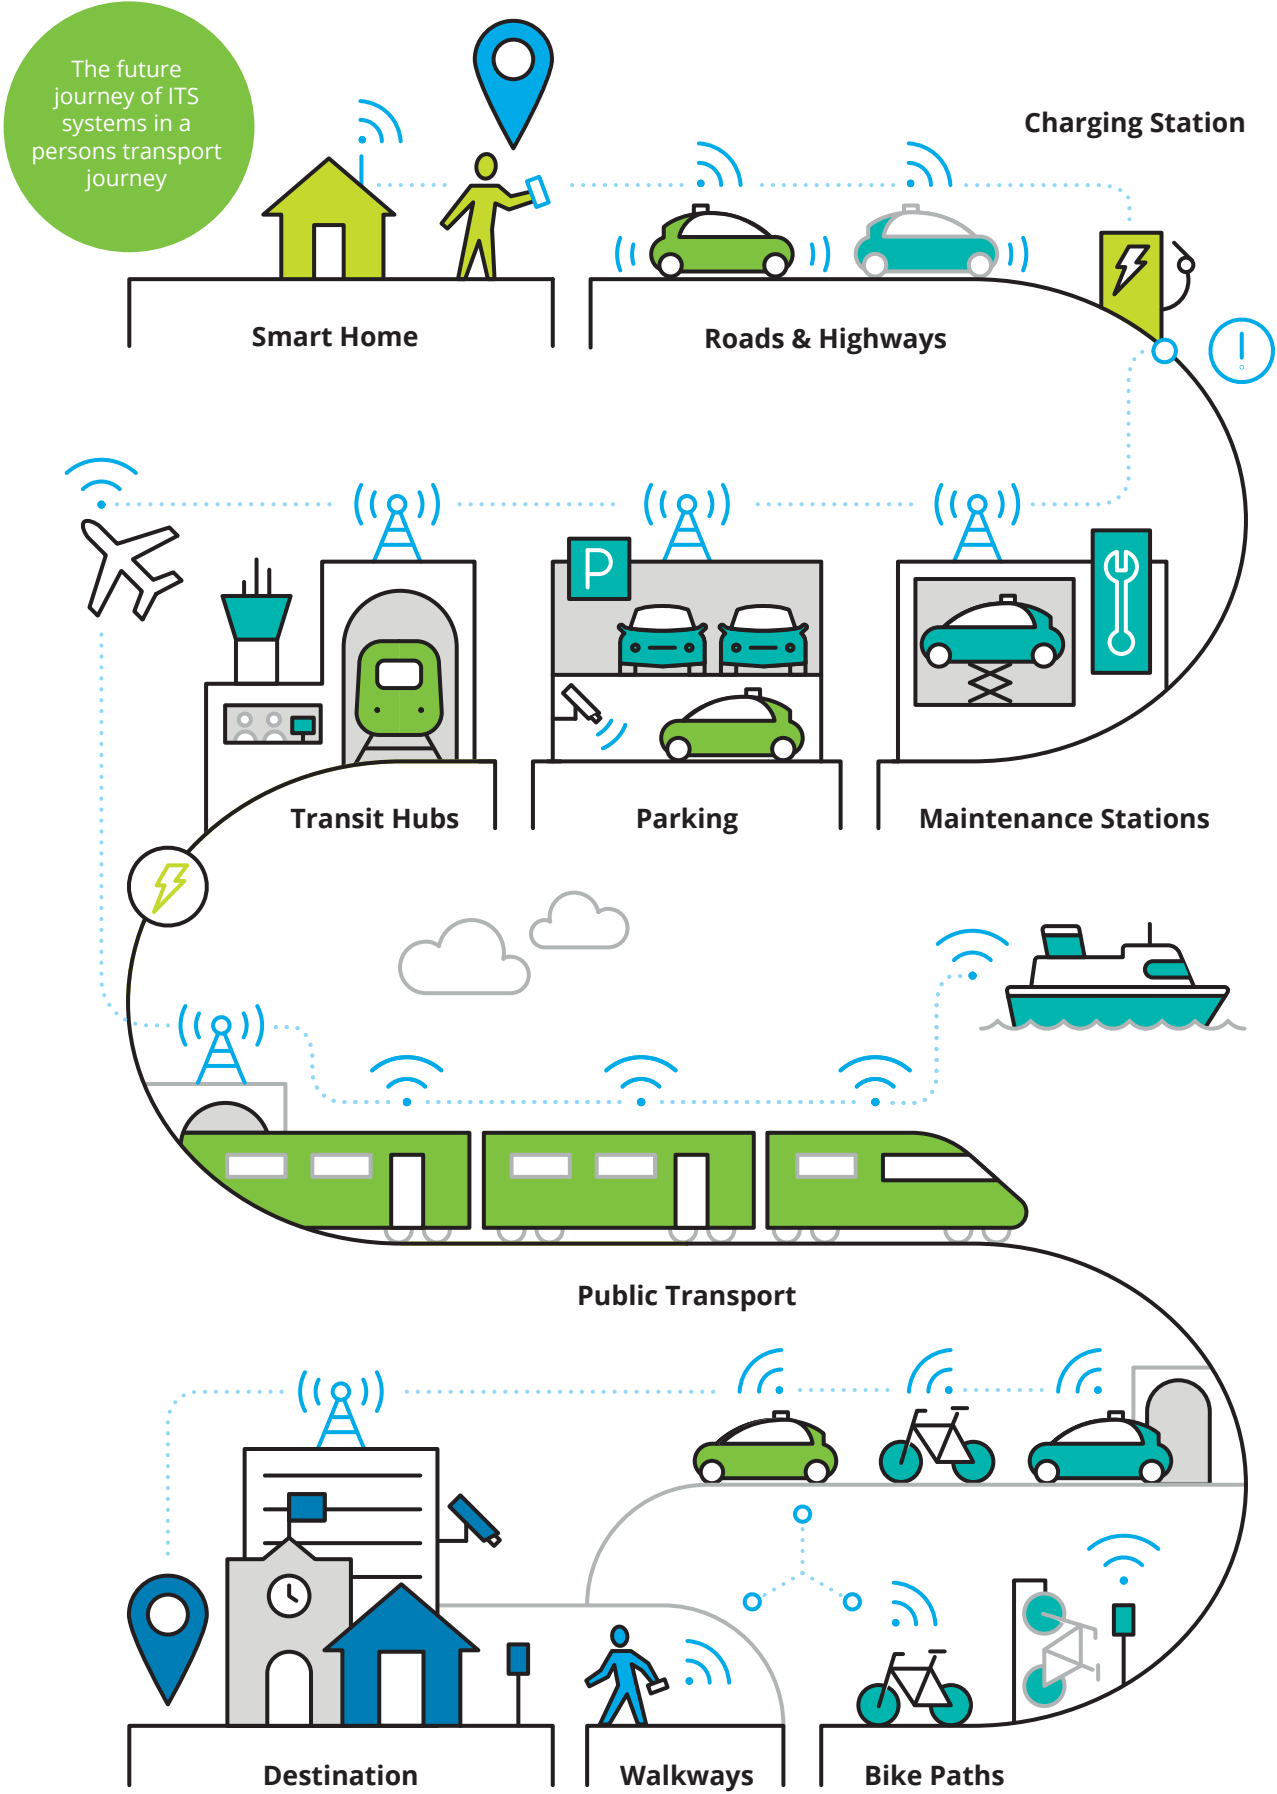 The future
journey of ITS
systems in a
persons transport
journey
Charging Station
Smart Home
Roads & Highways
!
P
Transit Hubs
Parking
Maintenance Stations
Public Transport
Destination
Walkways
Bike Paths